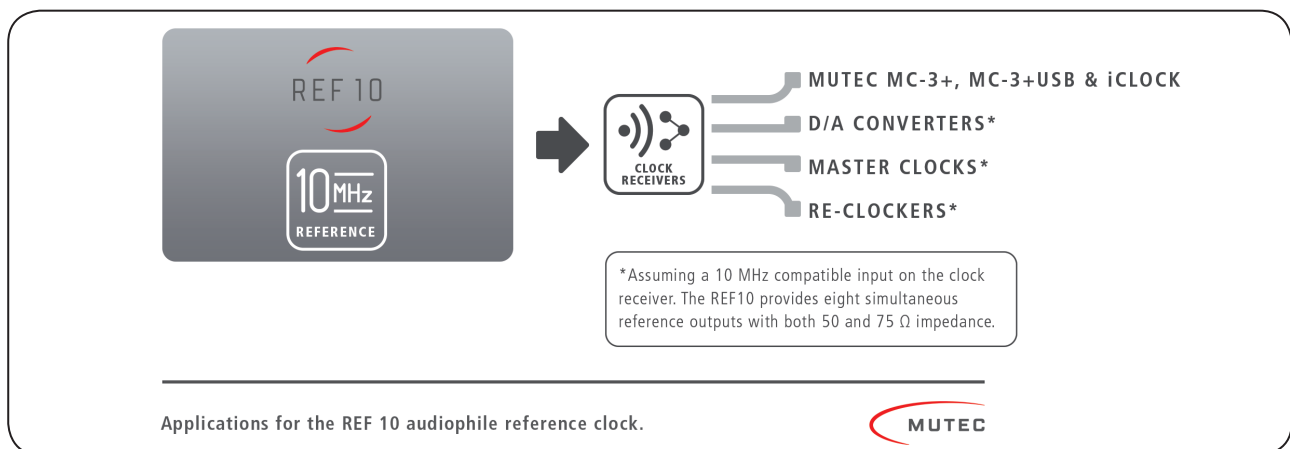 REF 10
10 MHz
REFERENCE
CLOCK
RECEIVERS
MUTEC MC-3+, MC-3+USB & iCLOCK
D/A CONVERTERS*
MASTER CLOCKS*
RE-CLOCKERS*
*Assuming a 10 MHz compatible input on the clock
receiver. The REF10 provides eight simultaneous
reference outputs with both 50 and 75 Ω impedance.
Applications for the REF 10 audiophile reference clock.
MUTEC